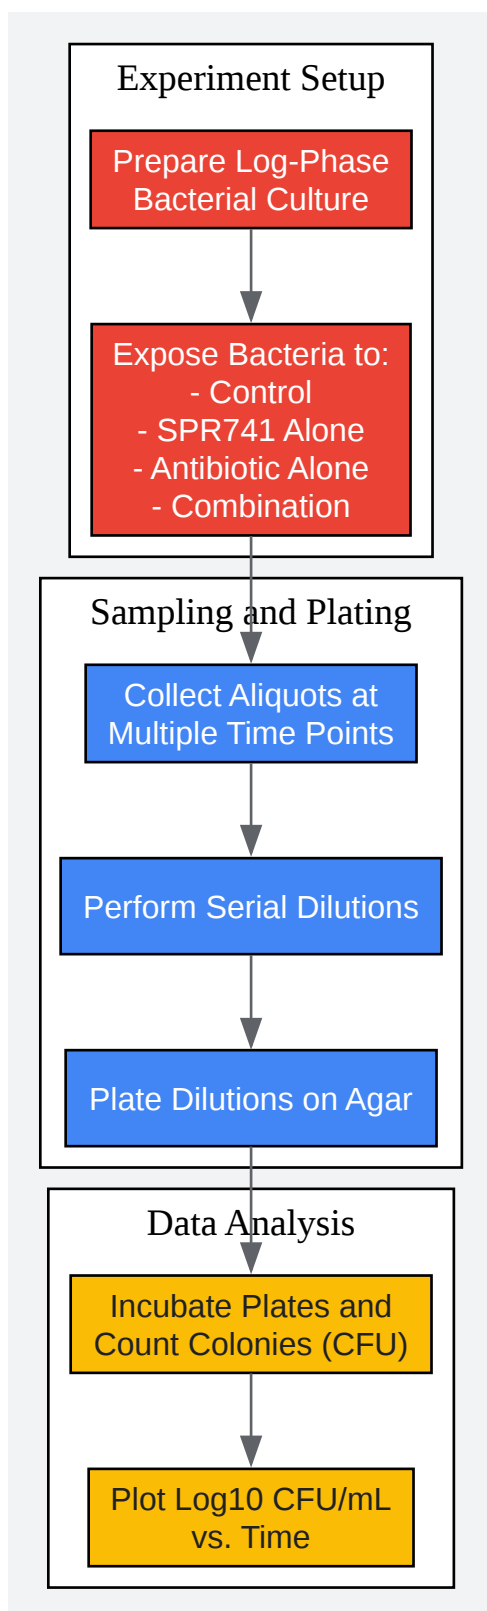 Experiment Setup
Prepare Log-Phase
Bacterial Culture
Expose Bacteria to:
- Control
- SPR741 Alone
- Antibiotic Alone
- Combination
Sampling and Plating
Collect Aliquots at
Multiple Time Points
Perform Serial Dilutions
Plate Dilutions on Agar
Data Analysis
Incubate Plates and
Count Colonies (CFU)
Plot Log10 CFU/mL
vs. Time